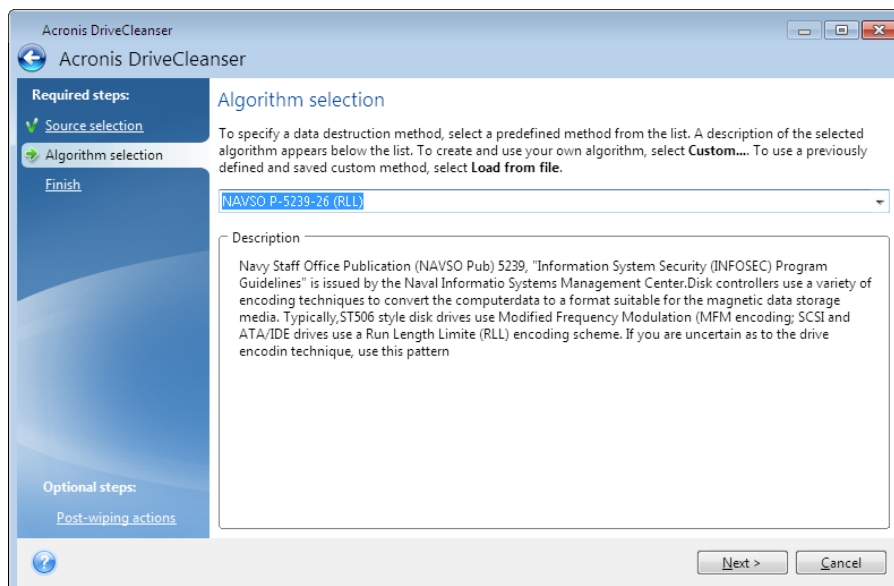 Acronis DriveCleanser
Acronis DriveCleanser
Required steps:
Source selection
Algorithm selection
Finish
Optional steps:
Post-wiping actions
Algorithm selection
To specify a data destruction method, select a predefined method from the list. A description of the selected
algorithm appears below the list. To create and use your own algorithm, select Custom.... To use a previously
defined and saved custom method, select Load from file.
NAVSO P-5239-26 (RLL)
Description
Navy Staff Office Publication (NAVSO Pub) 5239, "Information System Security (INFOSEC) Program
Guidelines" is issued by the Naval Informatio Systems Management Center.Disk controllers use a variety of
encoding techniques to convert the computerdata to a format suitable for the magnetic data storage
media. Typically,ST506 style disk drives use Modified Frequency Modulation (MFM encoding; SCSI and
ATA/IDE drives use a Run Length Limite (RLL) encoding scheme. If you are uncertain as to the drive
encodin technique, use this pattern
?
Next >
Cancel